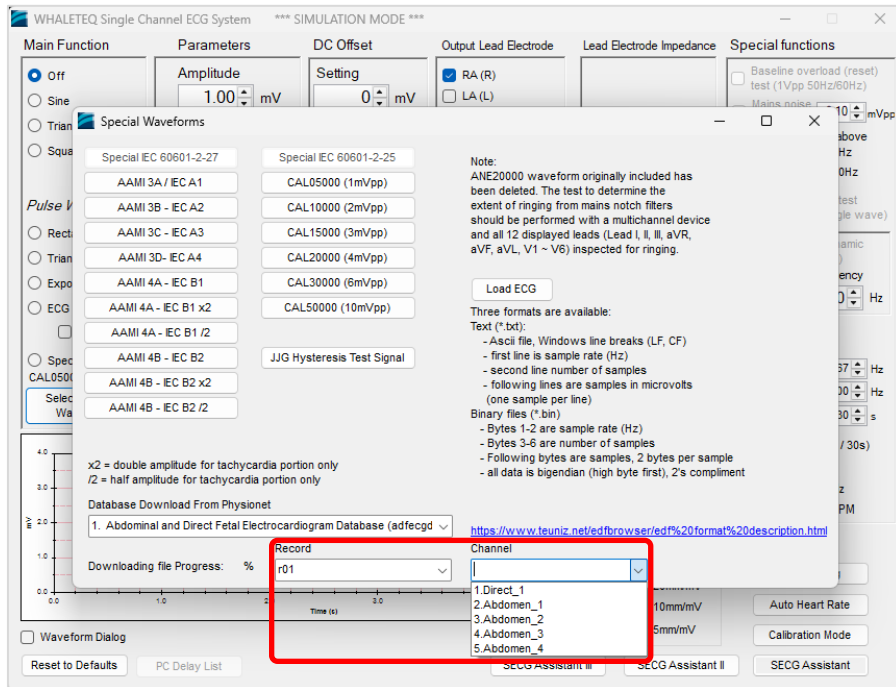 WHALETEQ Single Channel ECG System *** SIMULATION MODE ***
Main Function
Parameters
DC Offset
Output Lead Electrode
Lead Electrode Impedance
Special functions
Off
Sine
Trian
Squa
Amplitude
1.00 mV
Setting
0 mV
RA (R)
LA (L)
Baseline overload (reset)
test (1Vpp 50Hz/60Hz)
Mains noise
10 mVpp
above
Hz
0Hz
test
gle wave)
amic
)
ency
0 Hz
67 Hz
00 Hz
30 s
/ 30s)
z
PM
Pulse W
Recta
Trian
Expo
ECG
Spec
CAL0500
Selec
Wa
Special Waveforms
Special IEC 60601-2-27
AAMI 3A / IEC A1
AAMI 3B - IEC A2
AAMI 3C - IEC A3
AAMI 3D- IEC A4
AAMI 4A - IEC B1
AAMI 4A - IEC B1 x2
AAMI 4A - IEC B1 /2
AAMI 4B - IEC B2
AAMI 4B - IEC B2 x2
AAMI 4B - IEC B2 /2
Special IEC 60601-2-25
CAL05000 (1mVpp)
CAL10000 (2mVpp)
CAL15000 (3mVpp)
CAL20000 (4mVpp)
CAL30000 (6mVpp)
CAL50000 (10mVpp)
JJG Hysteresis Test Signal
Note:
ANE20000 waveform originally included has
been deleted. The test to determine the
extent of ringing from mains notch filters
should be performed with a multichannel device
and all 12 displayed leads (Lead I, II, III, aVR,
aVF, aVL, V1 ~ V6) inspected for ringing.
Load ECG
Three formats are available:
Text (*.txt):
- Ascii file, Windows line breaks (LF, CF)
- first line is sample rate (Hz)
- second line number of samples
- following lines are samples in microvolts
(one sample per line)
Binary files (*.bin)
- Bytes 1-2 are sample rate (Hz)
- Bytes 3-6 are number of samples
- Following bytes are samples, 2 bytes per sample
- all data is bigendian (high byte first), 2's compliment
https://www.teuniz.net/edfbrowser/edf%20format%20description.html
x2 = double amplitude for tachycardia portion only
/2 = half amplitude for tachycardia portion only
Database Download From Physionet
1. Abdominal and Direct Fetal Electrocardiogram Database (adfecgd
Downloading file Progress: %
Record
r01
Channel
1.Direct_1
2.Abdomen_1
3.Abdomen_2
4.Abdomen_3
5.Abdomen_4
4.0
3.0
2.0
1.0
0.0
mV
0.0
1.0
3.0
Time (s)
10mm/mV
5mm/mV
Auto Heart Rate
Calibration Mode
Waveform Dialog
Reset to Defaults
PC Delay List
SECG Assistant III
SECG Assistant II
SECG Assistant